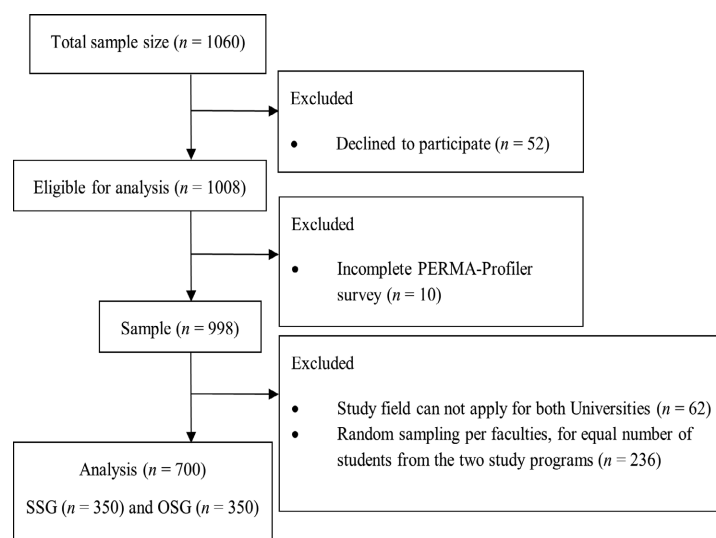 Total sample size (n = 1060)
Excluded
• Declined to participate (n = 52)
Eligible for analysis (n = 1008)
Excluded
• Incomplete PERMA-Profiler
survey (n = 10)
Sample (n = 998)
Excluded
• Study field can not apply for both Universities (n = 62)
• Random sampling per faculties, for equal number of
students from the two study programs (n = 236)
Analysis (n = 700)
SSG (n = 350) and OSG (n = 350)